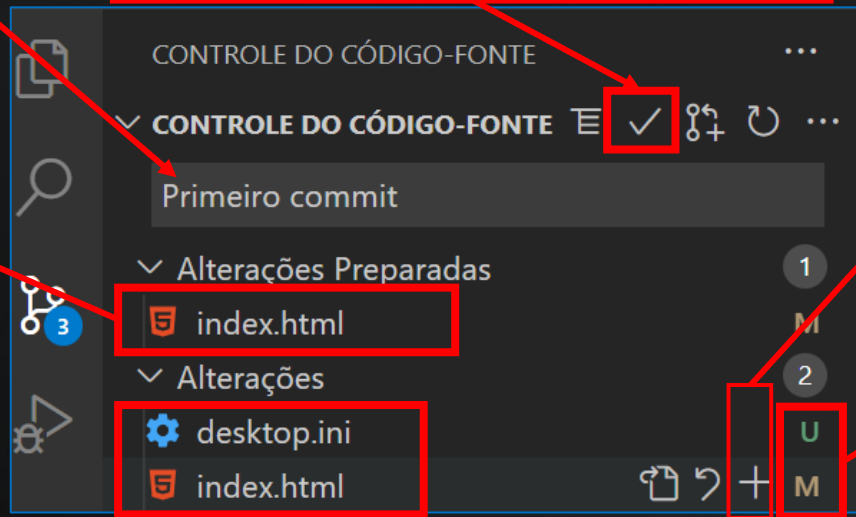 CONTROLE DO CÓDIGO-FONTE
CONTROLE DO CÓDIGO-FONTE
Primeiro commit
Alterações Preparadas 1
index.html M
3
Alterações 2
desktop.ini U
index.html M